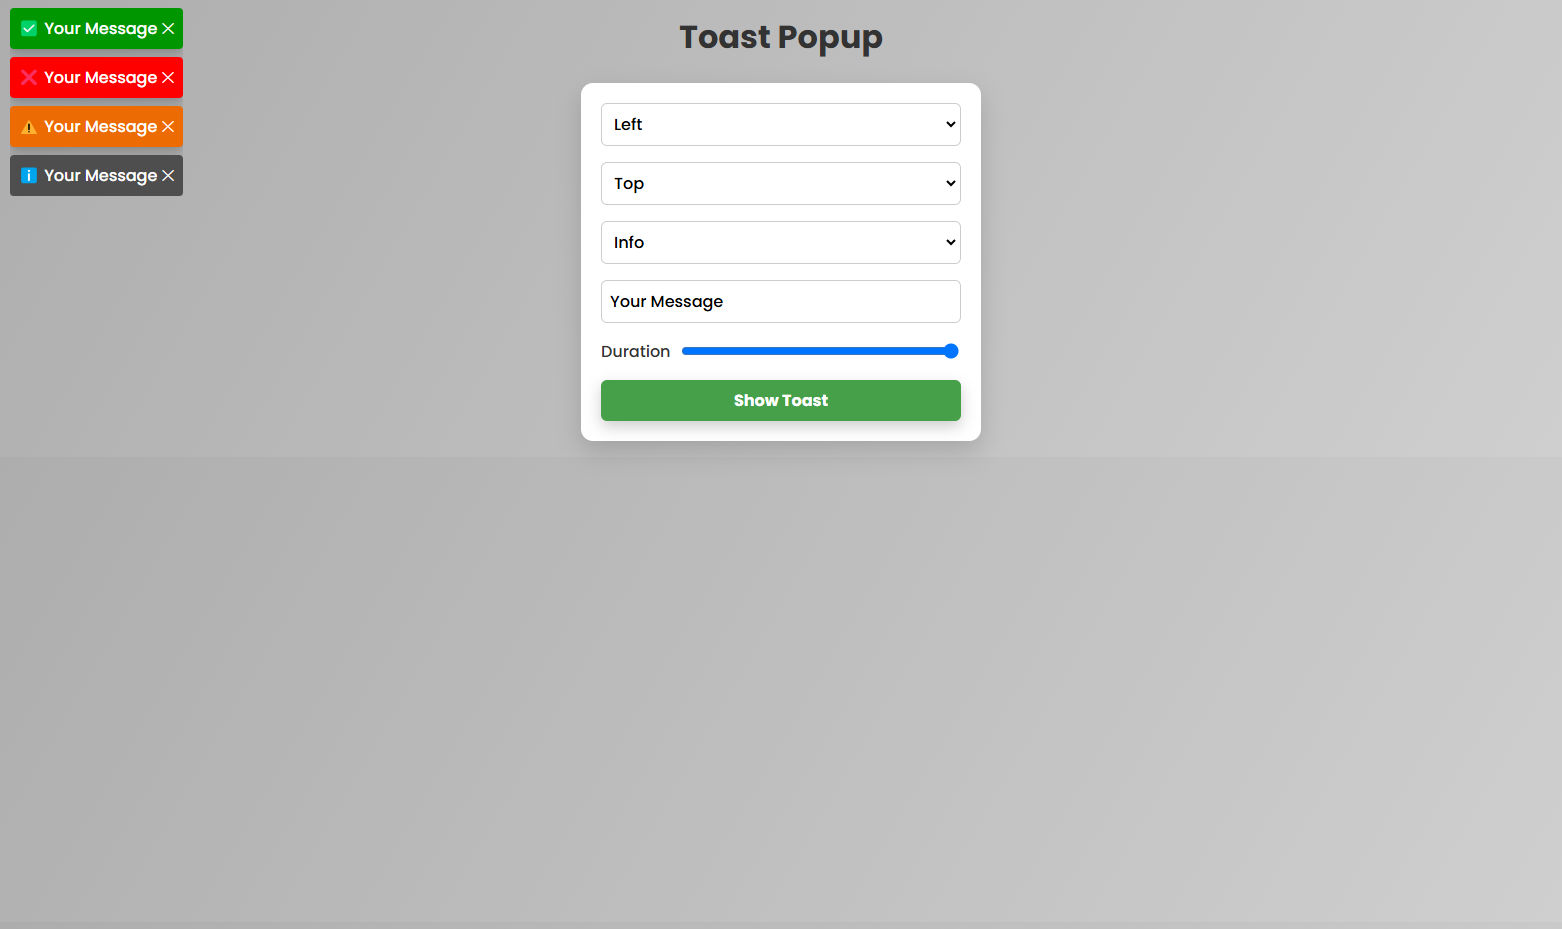 ✅ Your Message ×
❌ Your Message ×
⚠️ Your Message ×
ℹ️ Your Message ×
Toast Popup
Left
Top
Info
Your Message
Duration
Show Toast